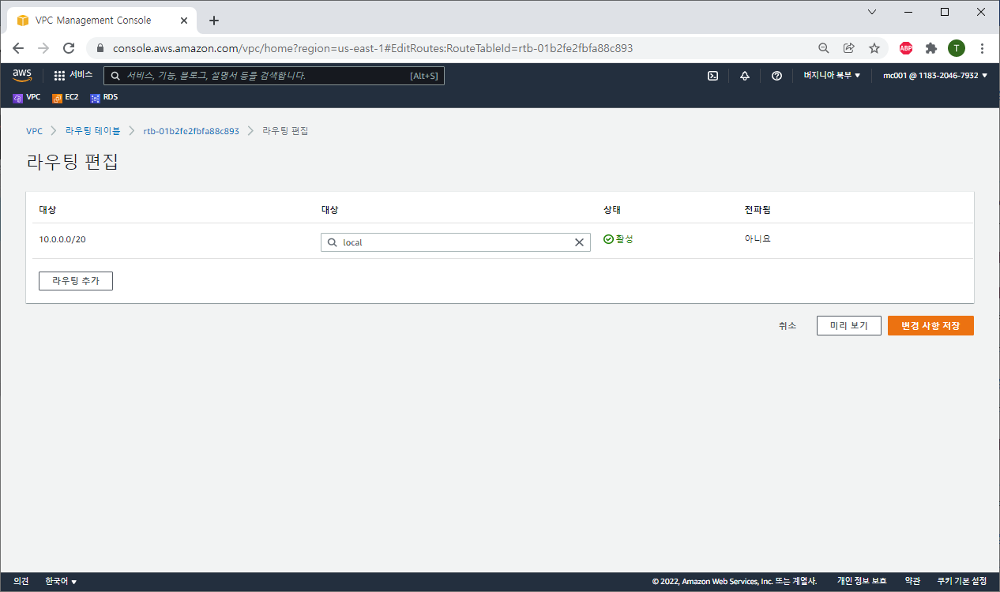 VPC Management Console
console.aws.amazon.com/vpc/home?region=us-east-1#EditRoutes:RouteTableId=rtb-01b2fe2fbfa88c893
ABP
T
aws
서비스
서비스, 기능, 블로그, 설명서 등을 검색합니다.
[Alt+S]
버지니아 북부
mc001 @ 1183-2046-7932
VPC
EC2
RDS
VPC
라우팅 테이블
rtb-01b2fe2fbfa88c893
라우팅 편집
라우팅 편집
대상
대상
상태
전파됨
10.0.0.0/20
local
활성
아니요
라우팅 추가
취소
미리 보기
변경 사항 저장
의견
한국어
© 2022, Amazon Web Services, Inc. 또는 계열사.
개인 정보 보호
약관
쿠키 기본 설정